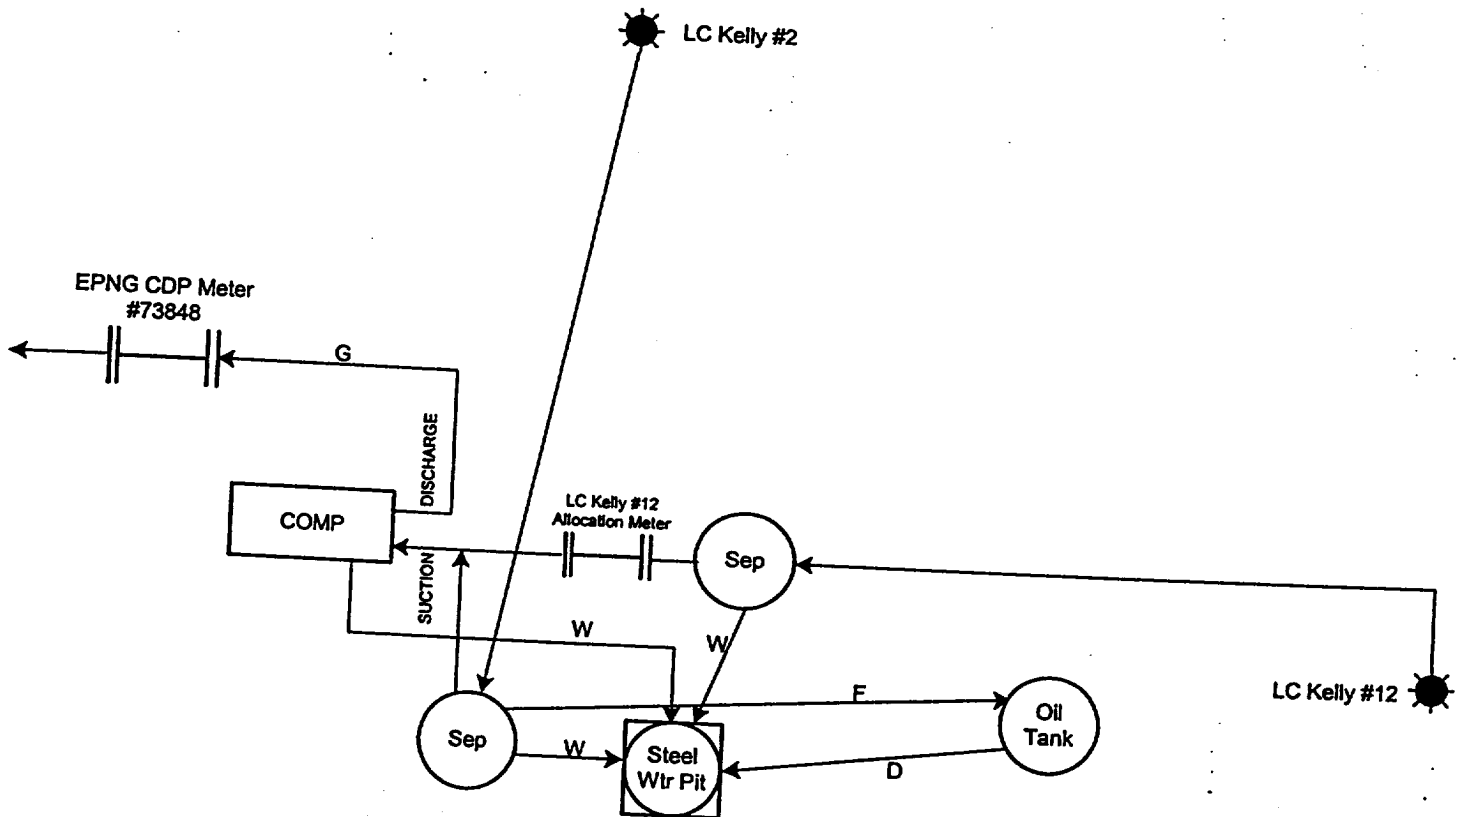 LC Kelly #2
EPNG CDP Meter
#73848
G
DISCHARGE
COMP
LC Kelly #12
Allocation Meter
Sep
SUCTION
W
W
F
LC Kelly #12
Oil
Tank
Sep
W
Steel
Wtr Pit
D